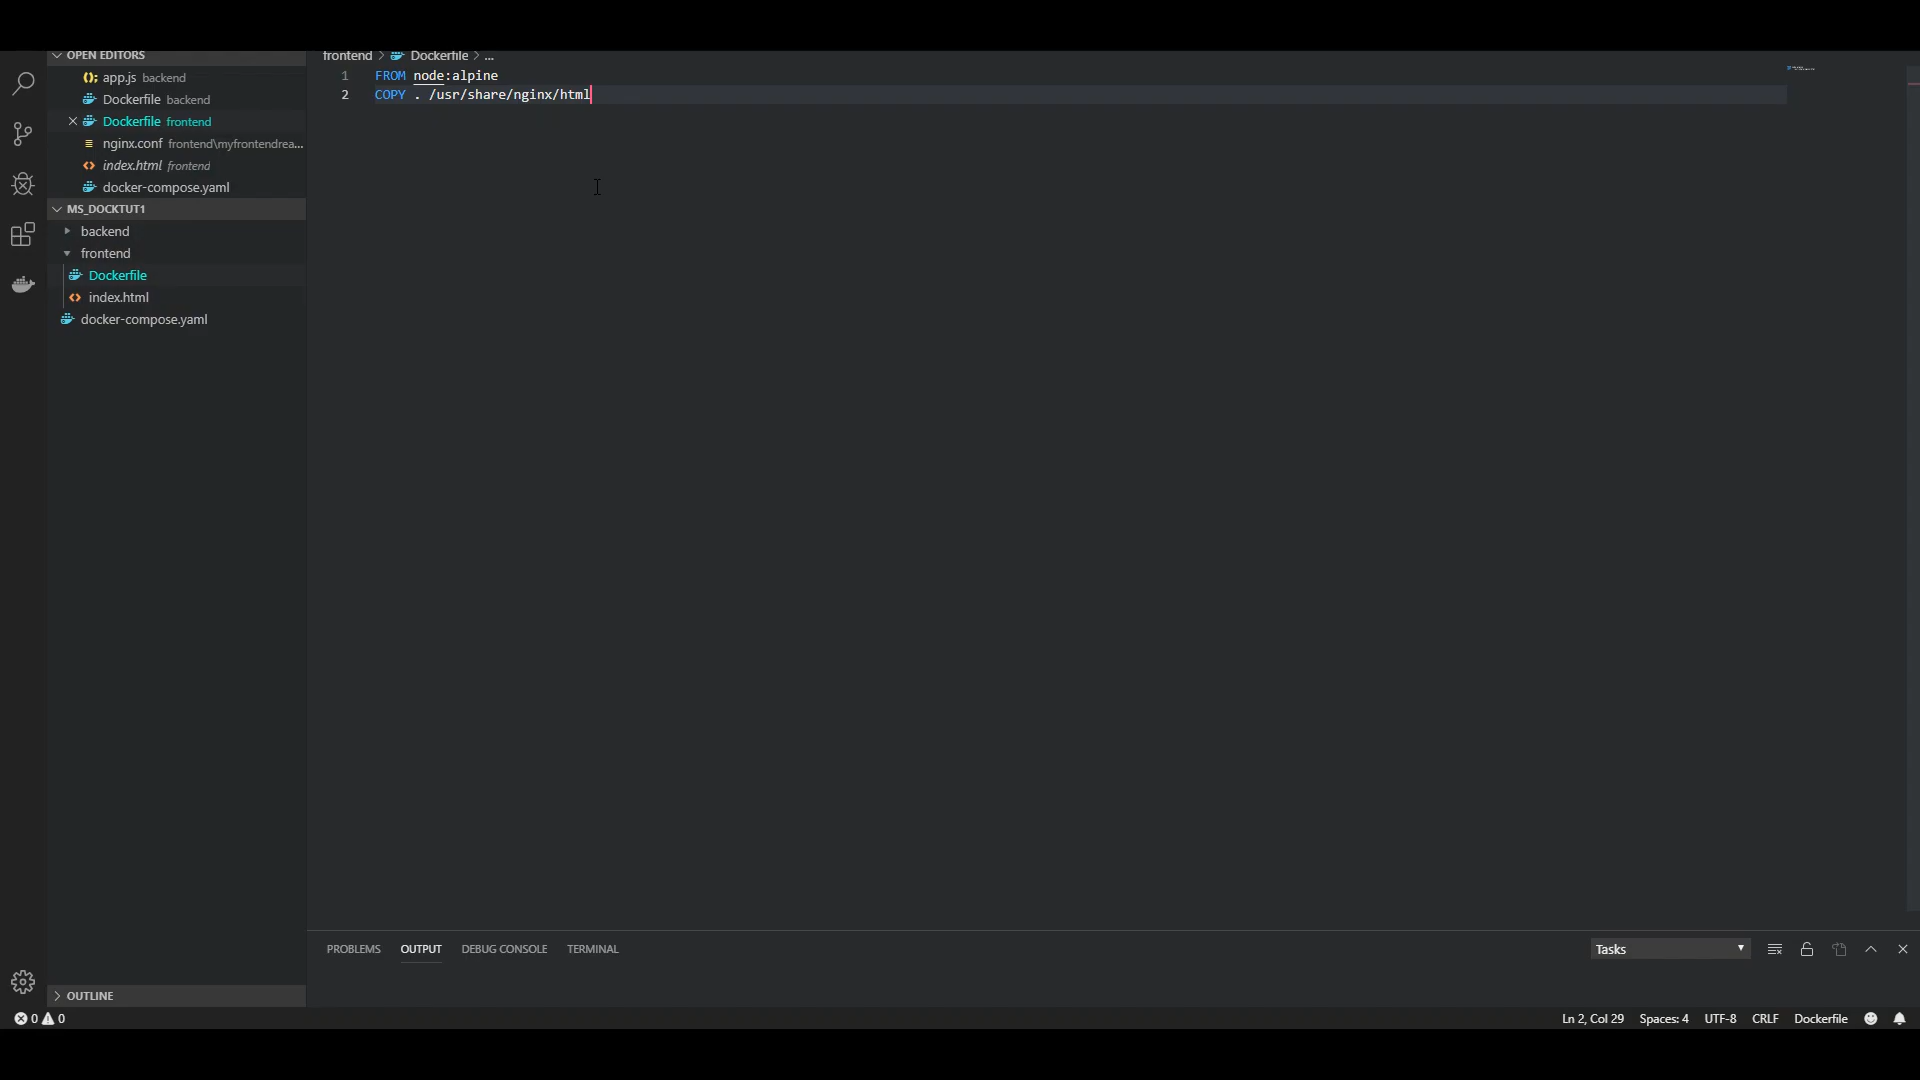 OPEN EDITORS
app.js backend
Dockerfile backend
Dockerfile frontend
nginx.conf frontend\myfrontendrea...
index.html frontend
docker-compose.yaml
MS_DOCKTUT1
backend
frontend
Dockerfile
index.html
docker-compose.yaml
OUTLINE
frontend > Dockerfile > ...
1 FROM node:alpine
2 COPY . /usr/share/nginx/html
PROBLEMS OUTPUT DEBUG CONSOLE TERMINAL
Tasks
0 0
Ln 2, Col 29 Spaces: 4 UTF-8 CRLF Dockerfile